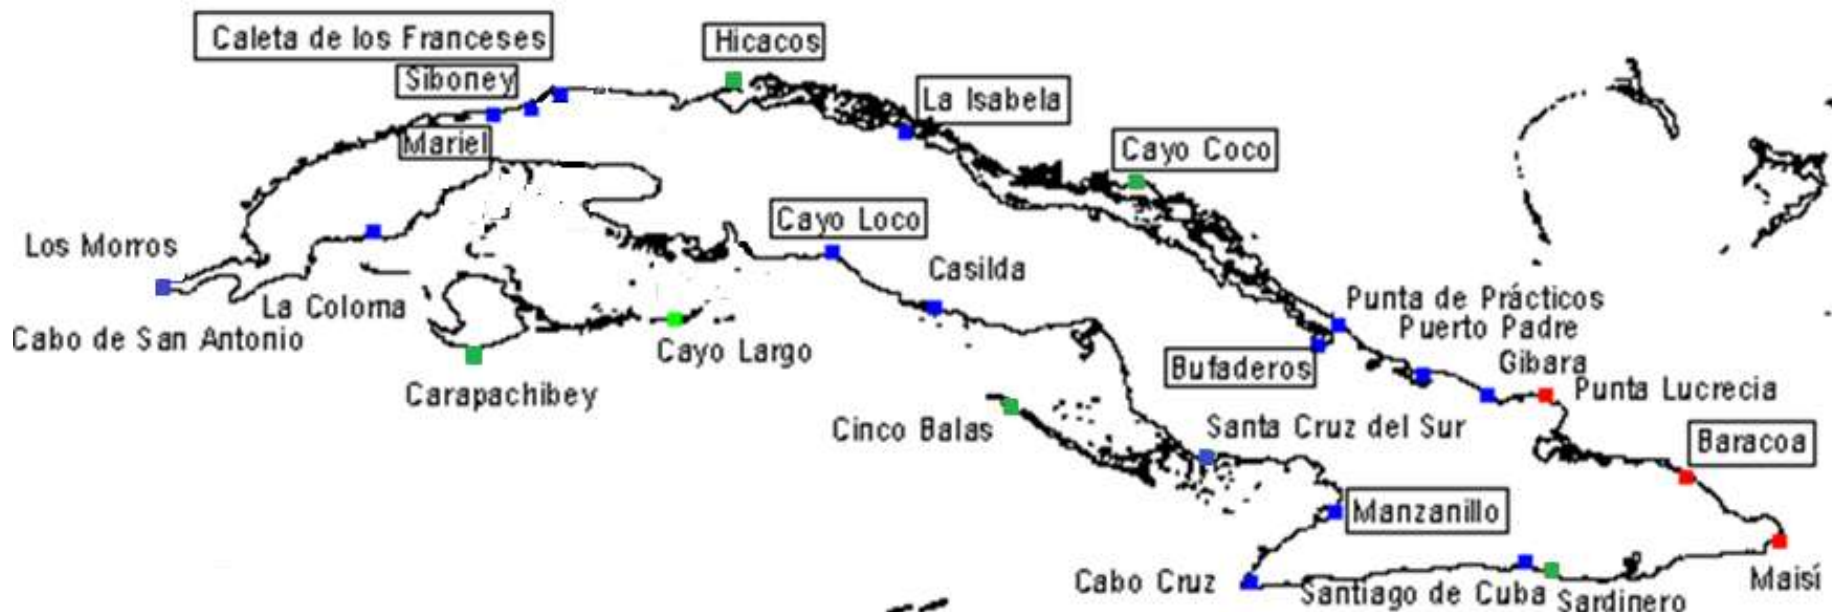 Caleta de los Franceses
Hicacos
Siboney
La Isabela
Mariel
Cayo Coco
Cayo Loco
Los Morros
Casilda
La Coloma
Punta de Prácticos
Cabo de San Antonio
Puerto Padre
Cayo Largo
Gibara
Bufaderos
Punta Lucrecia
Carapachibey
Cinco Balas
Santa Cruz del Sur
Baracoa
Manzanillo
Cabo Cruz
Santiago de Cuba
Sardinero
Maisí